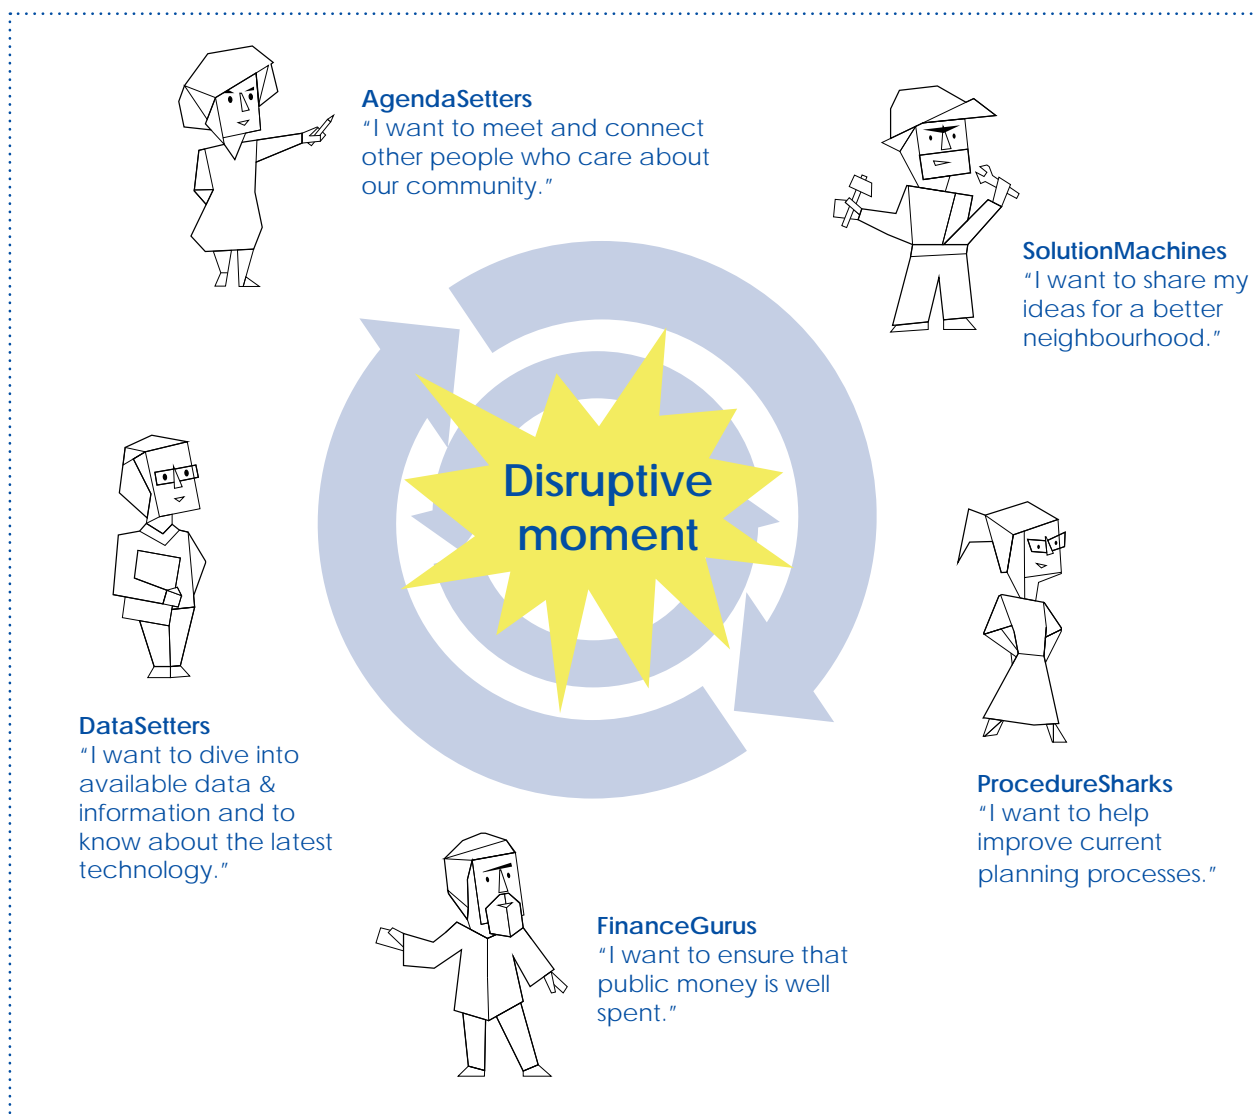 AgendaSetters
"I want to meet and connect
other people who care about
our community."
SolutionMachines
"I want to share my
ideas for a better
neighbourhood."
Disruptive
moment
DataSetters
"I want to dive into
available data &
information and to
know about the latest
technology."
ProcedureSharks
"I want to help
improve current
planning processes."
FinanceGurus
"I want to ensure that
public money is well
spent."